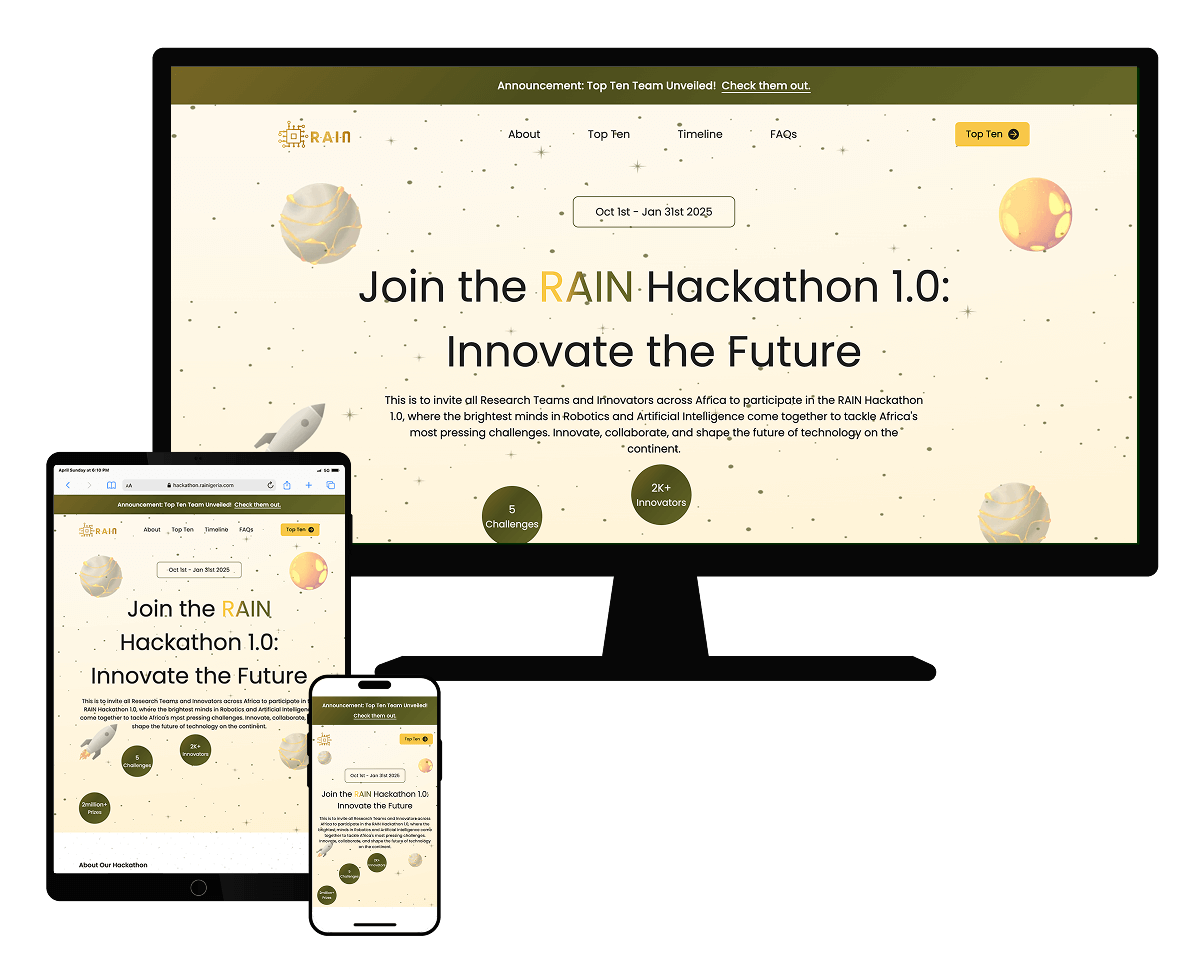 Announcement: Top Ten Team Unveiled! Check them out.
RAIN
About Top Ten Timeline FAQs
Top Ten
Oct 1st - Jan 31st 2025
Join the RAIN Hackathon 1.0:
Innovate the Future
This is to invite all Research Teams and Innovators across Africa to participate in the RAIN Hackathon
1.0, where the brightest minds in Robotics and Artificial Intelligence come together to tackle Africa's
most pressing challenges. Innovate, collaborate, and shape the future of technology on the
continent.
5
Challenges
2K+
Innovators
April Sunday at 6:10 PM
5G
AA
hackathon.rainigeria.com
Announcement: Top Ten Team Unveiled! Check them out.
RAIN
About Top Ten Timeline FAQs
Top Ten
Oct 1st - Jan 31st 2025
Join the RAIN
Hackathon 1.0:
Innovate the Future
This is to invite all Research Teams and Innovators across Africa to participate in
RAIN Hackathon 1.0, where the brightest minds in Robotics and Artificial Intelligence
come together to tackle Africa's most pressing challenges. Innovate, collaborate,
shape the future of technology on the continent.
5
Challenges
2K+
Innovators
2million+
Prizes
About Our Hackathon
Announcement: Top Ten Team Unveiled!
Check them out.
Top Ten
Oct 1st - Jan 31st 2025
Join the RAIN Hackathon 1.0:
Innovate the Future
This is to invite all Research Teams and Innovators across
Africa to participate in the RAIN Hackathon 1.0, where the
brightest minds in Robotics and Artificial Intelligence come
together to tackle Africa's most pressing challenges.
Innovate, collaborate, and shape the future of technology
on the continent.
5
Challenges
2K+
Innovators
2million+
Prizes